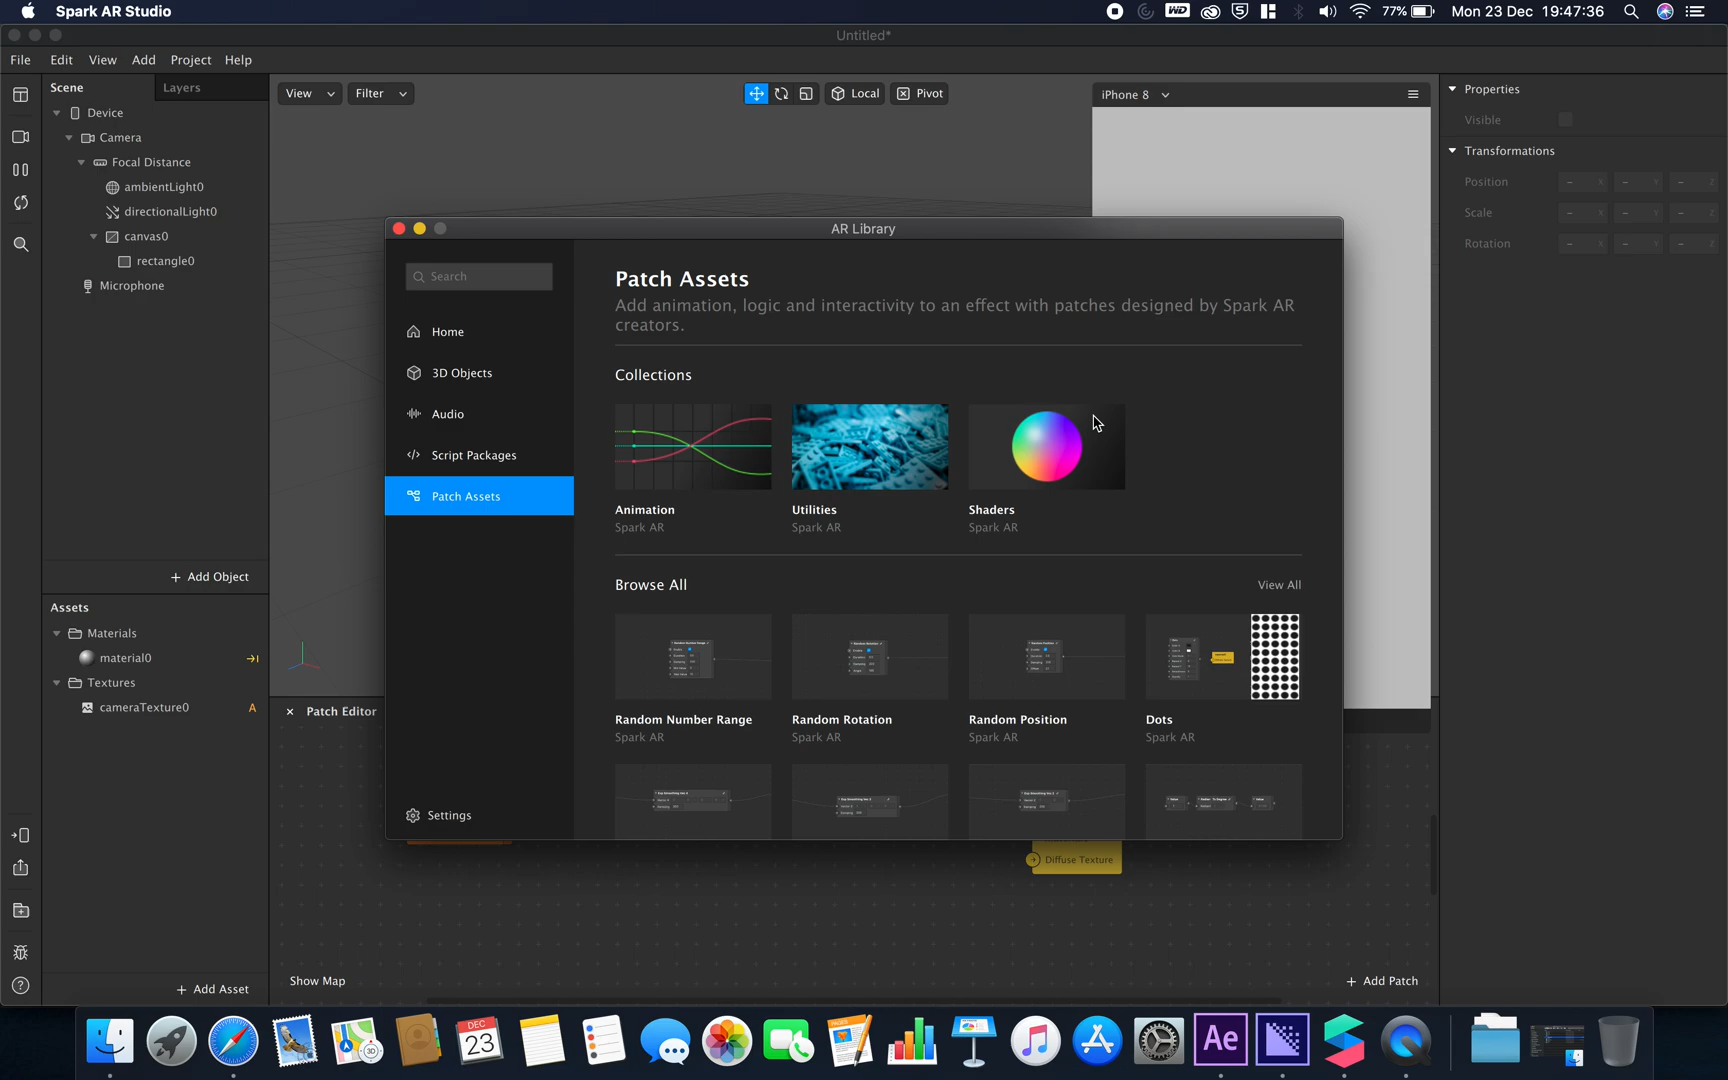 Spark AR Studio
77%
Mon 23 Dec 19:47:36
Untitled*
File Edit View Add Project Help
Scene
Layers
Device
Camera
Focal Distance
ambientLight0
directionalLight0
canvas0
rectangle0
Microphone
+ Add Object
Assets
Materials
material0
Textures
cameraTexture0 A
+ Add Asset
View
Filter
Local
Pivot
iPhone 8
Properties
Visible
Transformations
Position - X - Y - Z
Scale - X - Y - Z
Rotation - X - Y - Z
AR Library
Search
Home
3D Objects
Audio
Script Packages
Patch Assets
Settings
Patch Assets
Add animation, logic and interactivity to an effect with patches designed by Spark AR
creators.
Collections
Animation
Spark AR
Utilities
Spark AR
Shaders
Spark AR
Browse All
View All
Random Number Range
Spark AR
Random Rotation
Spark AR
Random Position
Spark AR
Dots
Spark AR
Patch Editor
Diffuse Texture
Show Map
+ Add Patch
DEC
23
3D
Ae